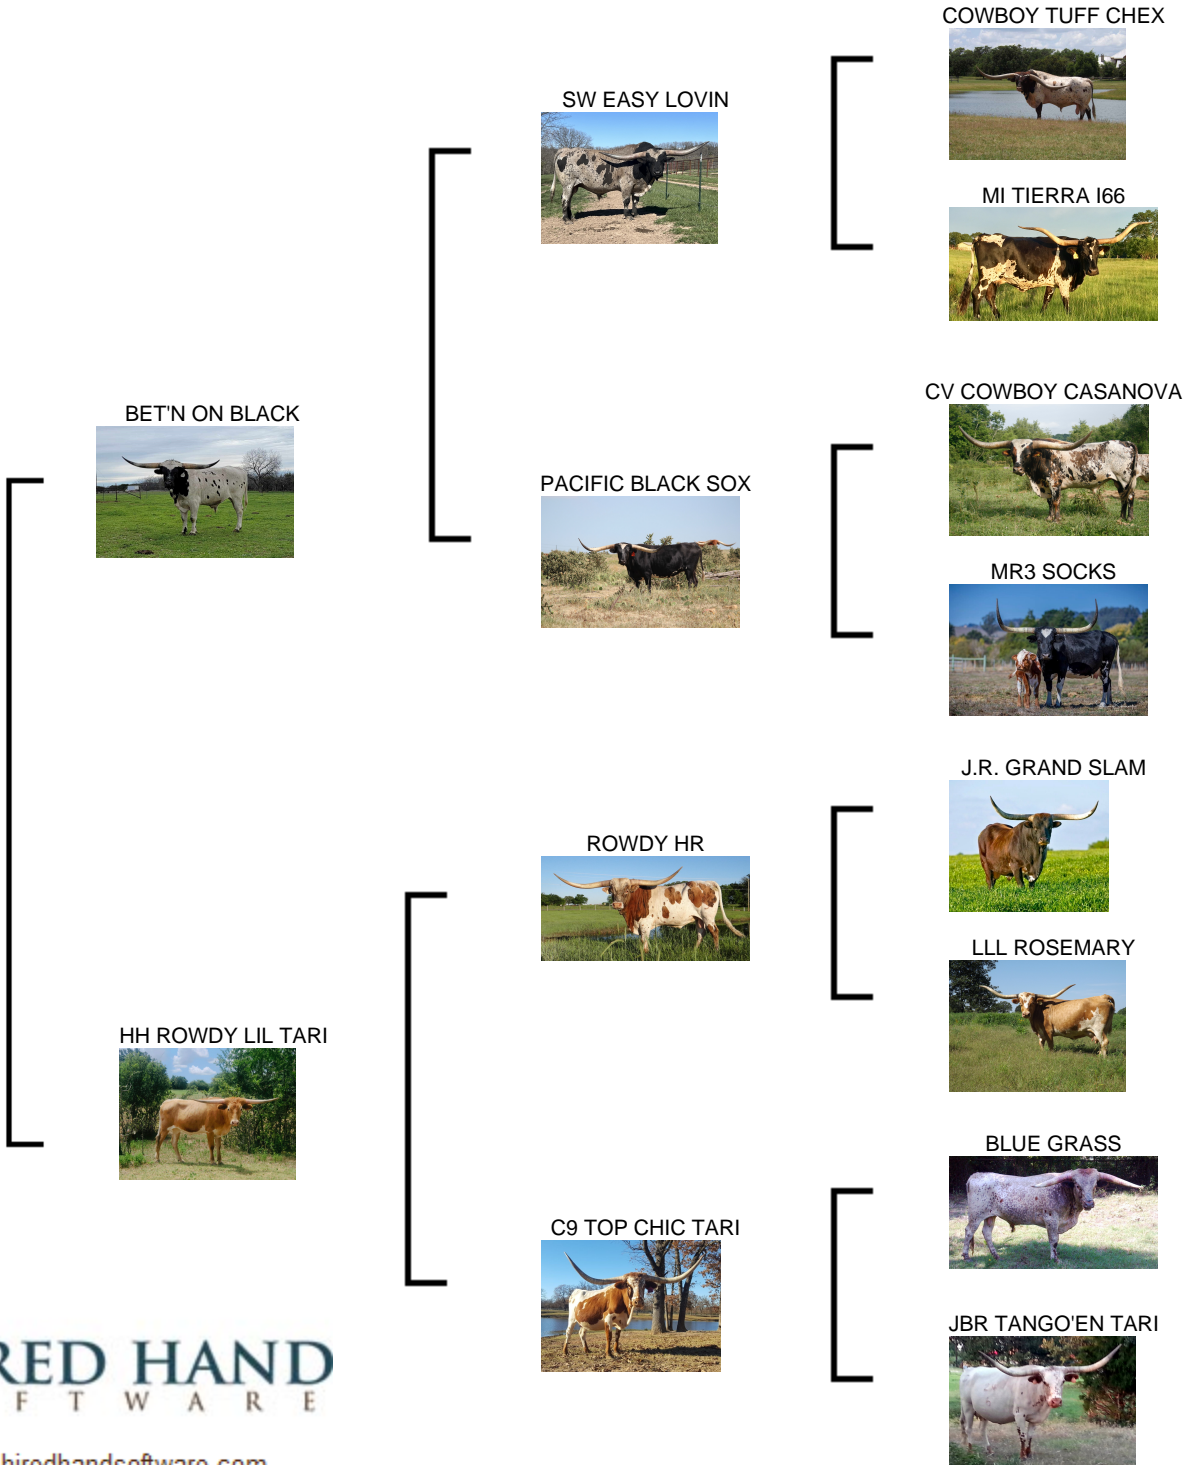 COWBOY TUFF CHEX
SW EASY LOVIN
MI TIERRA I66
BET'N ON BLACK
CV COWBOY CASANOVA
PACIFIC BLACK SOX
MR3 SOCKS
J.R. GRAND SLAM
ROWDY HR
LLL ROSEMARY
HH ROWDY LIL TARI
BLUE GRASS
C9 TOP CHIC TARI
JBR TANGO'EN TARI
RED HAND
F T W A R E
hiredhandsoftware.com